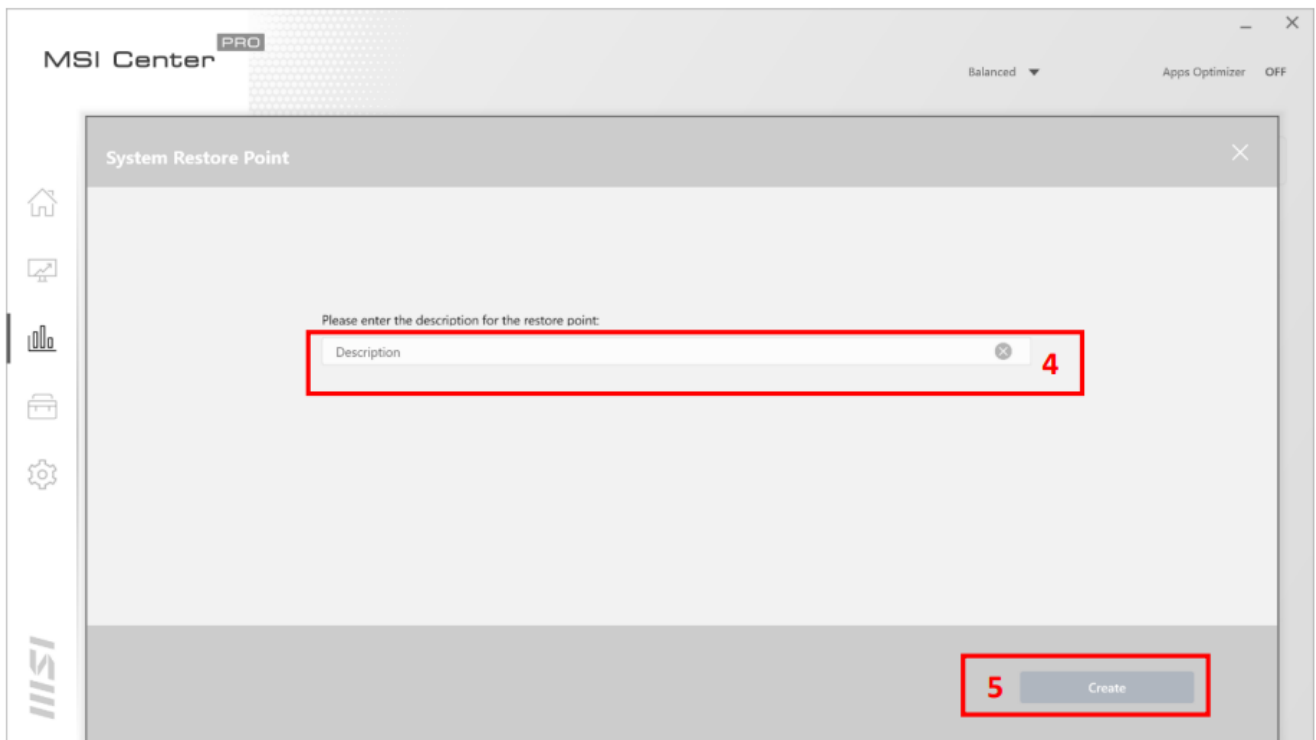 MSI Center PRO
Balanced
Apps Optimizer OFF
System Restore Point
Please enter the description for the restore point:
Description
4
5
Create
msi